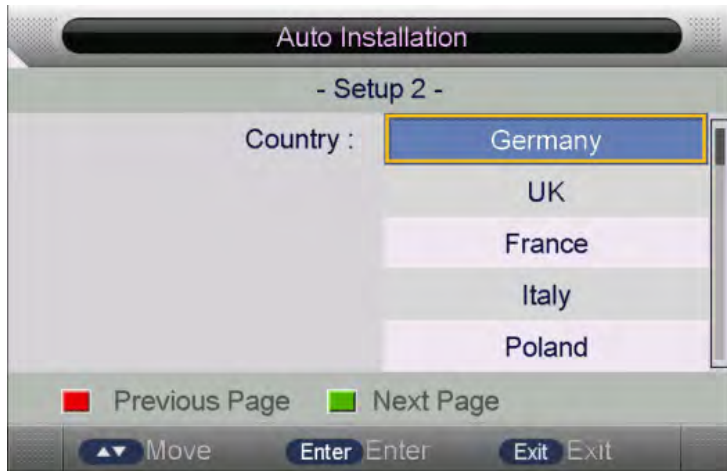 Auto Installation
- Setup 2 -
Country : Germany
UK
France
Italy
Poland
Previous Page Next Page
Move Enter Enter Exit Exit